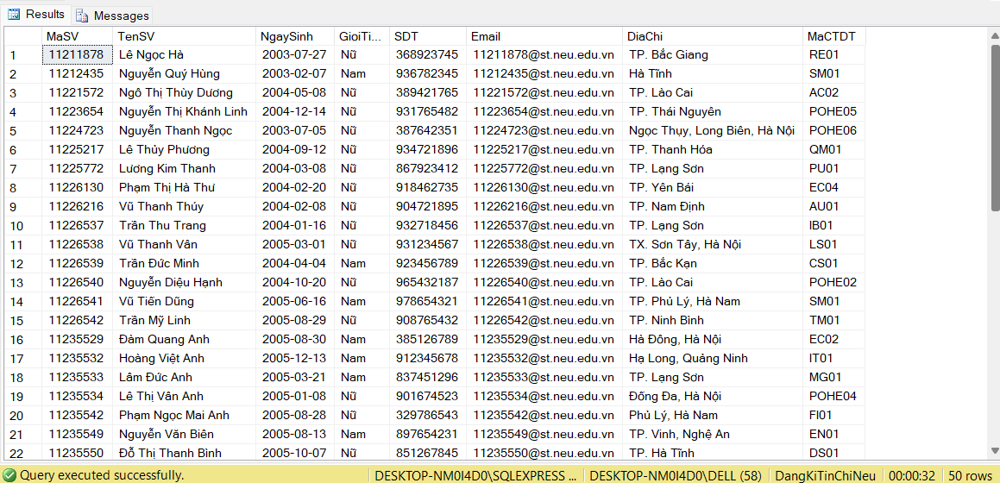 Results Messages
MaSV TenSV NgaySinh GioiTi... SDT Email DiaChi MaCTDT
1 11211878 Lê Ngọc Hà 2003-07-27 Nữ 368923745 11211878@st.neu.edu.vn TP. Bắc Giang RE01
2 11212435 Nguyễn Quý Hùng 2003-02-07 Nam 936782345 11212435@st.neu.edu.vn Hà Tĩnh SM01
3 11221572 Ngô Thị Thùy Dương 2004-05-08 Nữ 389421765 11221572@st.neu.edu.vn TP. Lào Cai AC02
4 11223654 Nguyễn Thị Khánh Linh 2004-12-14 Nữ 931765482 11223654@st.neu.edu.vn TP. Thái Nguyên POHE05
5 11224723 Nguyễn Thanh Ngọc 2003-07-05 Nữ 387642351 11224723@st.neu.edu.vn Ngọc Thụy, Long Biên, Hà Nội POHE06
6 11225217 Lê Thủy Phương 2004-09-12 Nữ 934721896 11225217@st.neu.edu.vn TP. Thanh Hóa QM01
7 11225772 Lương Kim Thanh 2004-03-08 Nữ 867923412 11225772@st.neu.edu.vn TP. Lạng Sơn PU01
8 11226130 Phạm Thị Hà Thư 2004-02-20 Nữ 918462735 11226130@st.neu.edu.vn TP. Yên Bái EC04
9 11226216 Vũ Thanh Thúy 2004-02-08 Nữ 904721895 11226216@st.neu.edu.vn TP. Nam Định AU01
10 11226537 Trần Thu Trang 2004-01-16 Nữ 932718456 11226537@st.neu.edu.vn TP. Lạng Sơn IB01
11 11226538 Vũ Thanh Vân 2005-03-01 Nữ 931234567 11226538@st.neu.edu.vn TX. Sơn Tây, Hà Nội LS01
12 11226539 Trần Đức Minh 2004-04-04 Nam 923456789 11226539@st.neu.edu.vn TP. Bắc Kạn CS01
13 11226540 Nguyễn Diệu Hạnh 2004-10-20 Nữ 965432187 11226540@st.neu.edu.vn TP. Lào Cai POHE02
14 11226541 Vũ Tiến Dũng 2005-06-16 Nam 978654321 11226541@st.neu.edu.vn TP. Phủ Lý, Hà Nam SM01
15 11226542 Trần Mỹ Linh 2005-08-29 Nữ 908765432 11226542@st.neu.edu.vn TP. Ninh Bình TM01
16 11235529 Đàm Quang Anh 2005-08-30 Nam 385126789 11235529@st.neu.edu.vn Hà Đông, Hà Nội EC02
17 11235532 Hoàng Việt Anh 2005-12-13 Nam 912345678 11235532@st.neu.edu.vn Hạ Long, Quảng Ninh IT01
18 11235533 Lâm Đức Anh 2005-03-21 Nam 837451296 11235533@st.neu.edu.vn TP. Lạng Sơn MG01
19 11235534 Lê Thị Vân Anh 2005-01-08 Nữ 901674523 11235534@st.neu.edu.vn Đống Đa, Hà Nội POHE04
20 11235542 Phạm Ngọc Mai Anh 2005-08-28 Nữ 329786543 11235542@st.neu.edu.vn Phủ Lý, Hà Nam FI01
21 11235549 Nguyễn Văn Biên 2005-08-13 Nam 897654231 11235549@st.neu.edu.vn TP. Vinh, Nghệ An EN01
22 11235550 Đỗ Thị Thanh Bình 2005-10-07 Nữ 851267845 11235550@st.neu.edu.vn TP. Hà Tĩnh DS01
Query executed successfully. DESKTOP-NM0I4D0\SQLEXPRESS ... DESKTOP-NM0I4D0\DELL (58) DangKiTinChiNeu 00:00:32 50 rows